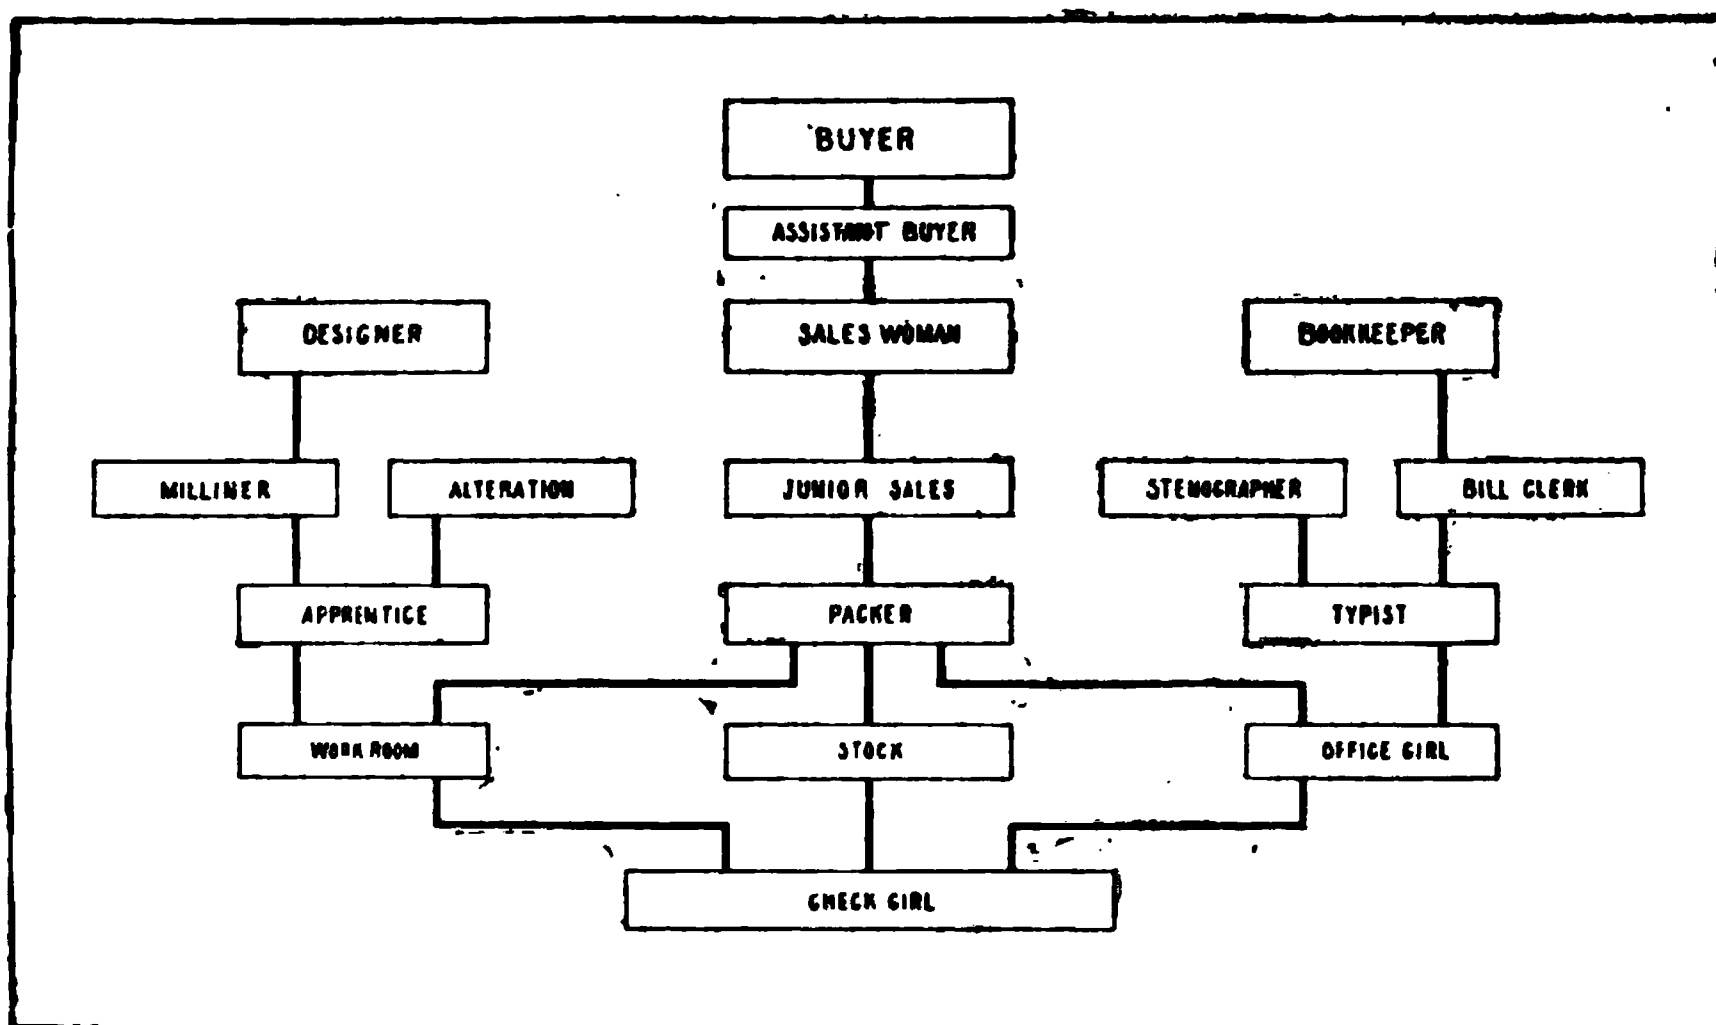 BUYER
ASSISTANT BUYER
DESIGNER
SALES WOMAN
BOOKKEEPER
MILLINER
ALTERATION
JUNIOR SALES
STENOGRAPHER
BILL CLERK
APPRENTICE
PACKER
TYPIST
WORK ROOM
STOCK
OFFICE GIRL
CHECK GIRL